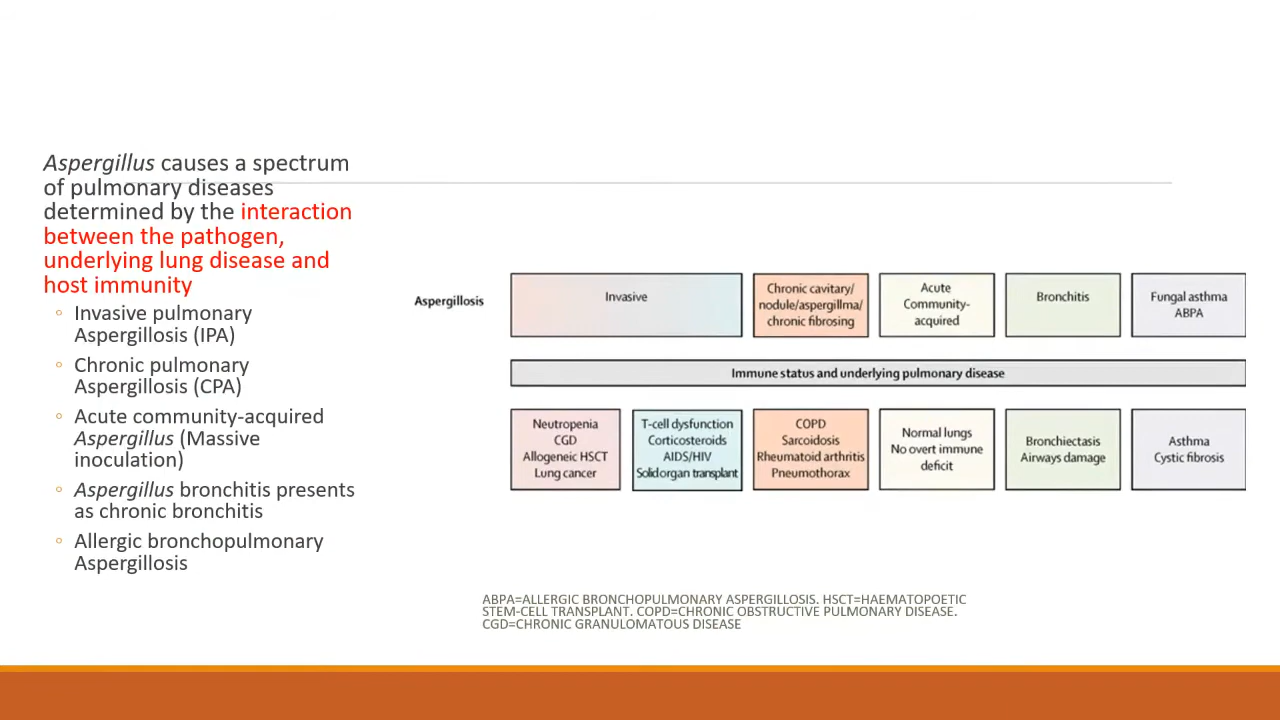 Aspergillus causes a spectrum
of pulmonary diseases
determined by the interaction
between the pathogen,
underlying lung disease and
host immunity
◦ Invasive pulmonary
Aspergillosis (IPA)
◦ Chronic pulmonary
Aspergillosis (CPA)
◦ Acute community-acquired
Aspergillus (Massive
inoculation)
◦ Aspergillus bronchitis presents
as chronic bronchitis
◦ Allergic bronchopulmonary
Aspergillosis
Aspergillosis
Invasive
Chronic cavitary/
nodule/aspergillma/
chronic fibrosing
Acute
Community-
acquired
Bronchitis
Fungal asthma
ABPA
Immune status and underlying pulmonary disease
Neutropenia
CGD
Allogeneic HSCT
Lung cancer
T-cell dysfunction
Corticosteroids
AIDS/HIV
Solid organ transplant
COPD
Sarcoidosis
Rheumatoid arthritis
Pneumothorax
Normal lungs
No overt immune
deficit
Bronchiectasis
Airways damage
Asthma
Cystic fibrosis
ABPA=ALLERGIC BRONCHOPULMONARY ASPERGILLOSIS. HSCT=HAEMATOPOETIC
STEM-CELL TRANSPLANT. COPD=CHRONIC OBSTRUCTIVE PULMONARY DISEASE.
CGD=CHRONIC GRANULOMATOUS DISEASE